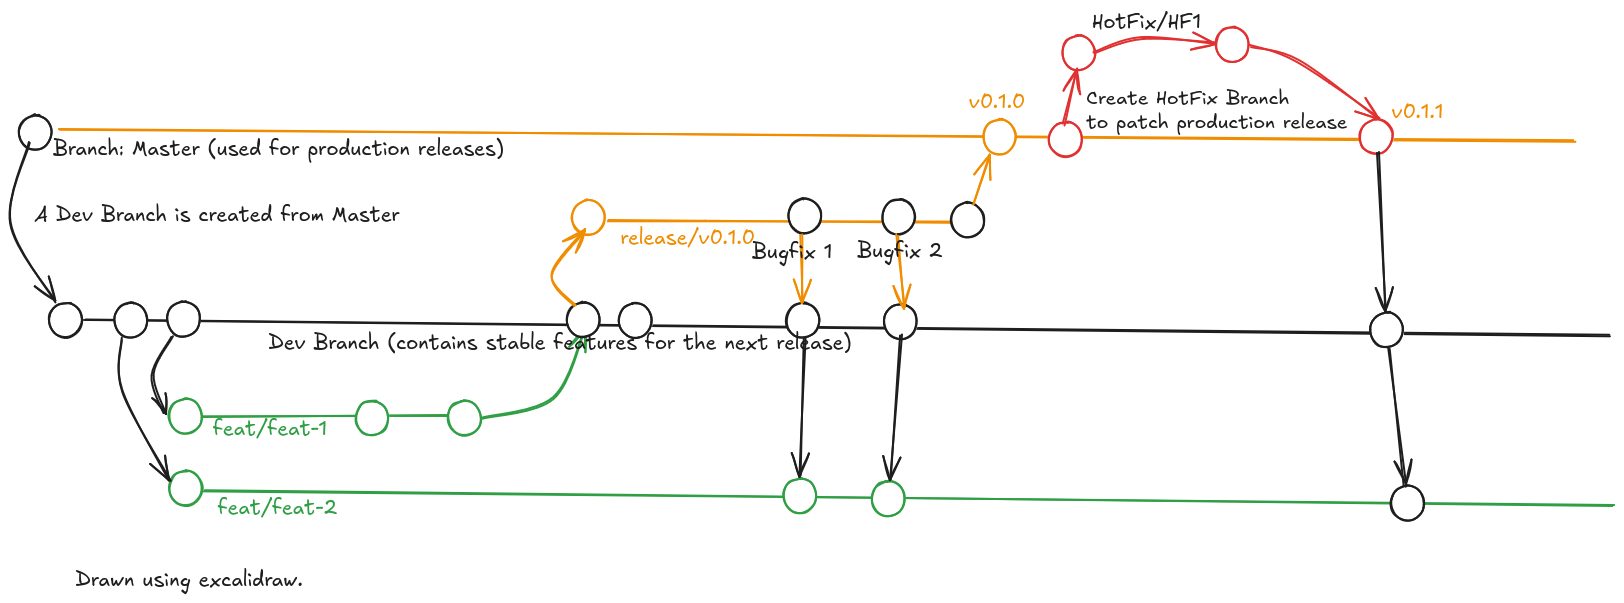 HotFix/HF1
v0.1.0
Create HotFix Branch
to patch production release
v0.1.1
Branch: Master (used for production releases)
A Dev Branch is created from Master
release/v0.1.0
Bugfix 1
Bugfix 2
Dev Branch (contains stable features for the next release)
feat/feat-1
feat/feat-2
Drawn using excalidraw.